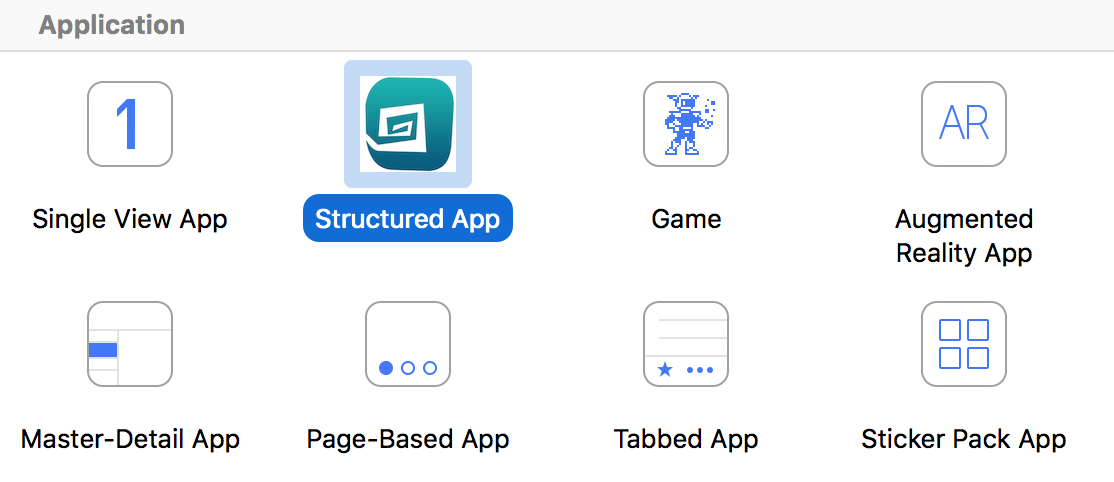 Application
1
AR
Single View App
Structured App
Game
Augmented
Reality App
Master-Detail App
Page-Based App
Tabbed App
Sticker Pack App